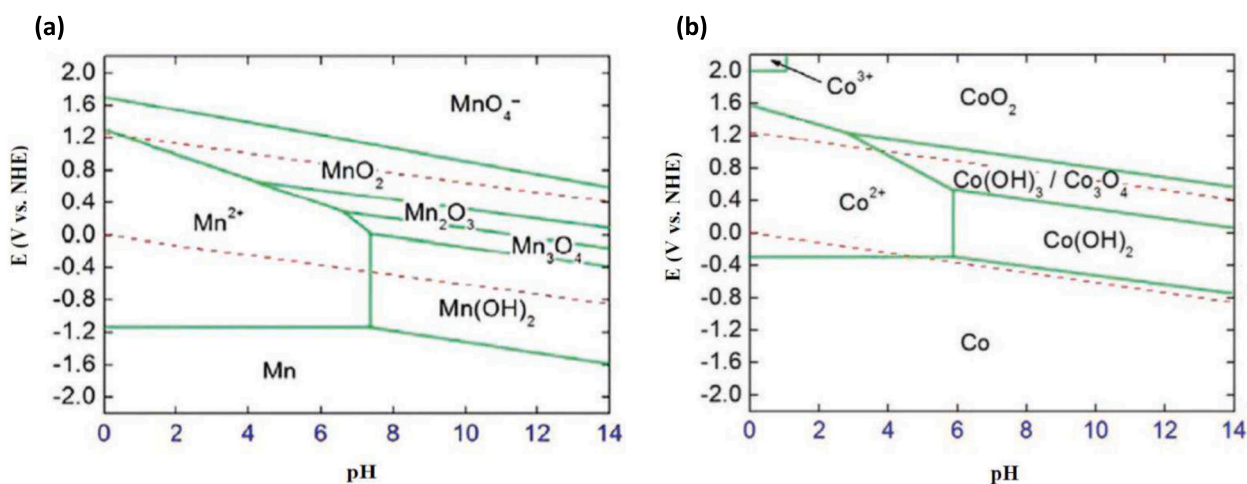 (a)
E (V vs. NHE)
2.0
1.6
1.2
0.8
0.4
0.0
-0.4
-0.8
-1.2
-1.6
-2.0
MnO₄⁻
MnO₂
Mn²⁺
Mn₂O₃
Mn₃O₄
Mn(OH)₂
Mn
0 2 4 6 8 10 12 14
pH
(b)
E (V vs. NHE)
2.0
1.6
1.2
0.8
0.4
0.0
-0.4
-0.8
-1.2
-1.6
-2.0
Co³⁺
CoO₂
Co(OH)₃ / Co₃O₄
Co²⁺
Co(OH)₂
Co
0 2 4 6 8 10 12 14
pH